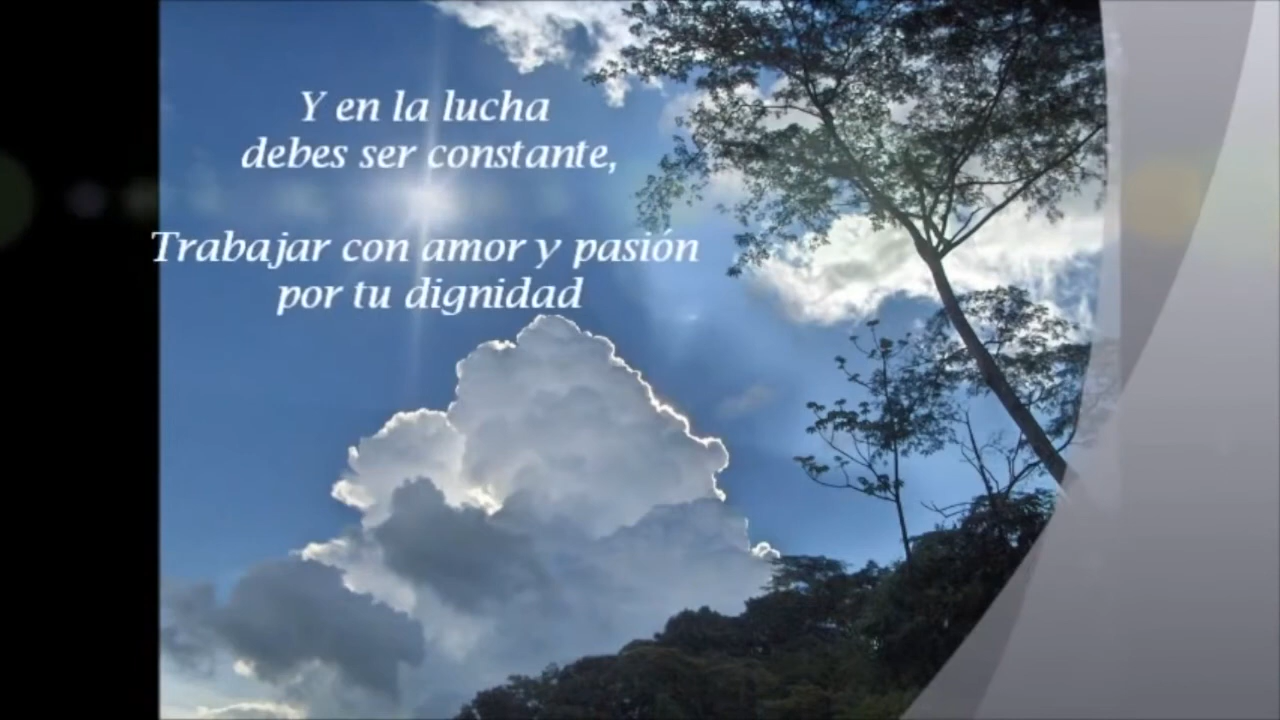 Y en la lucha
debes ser constante,
Trabajar con amor y pasión
por tu dignidad